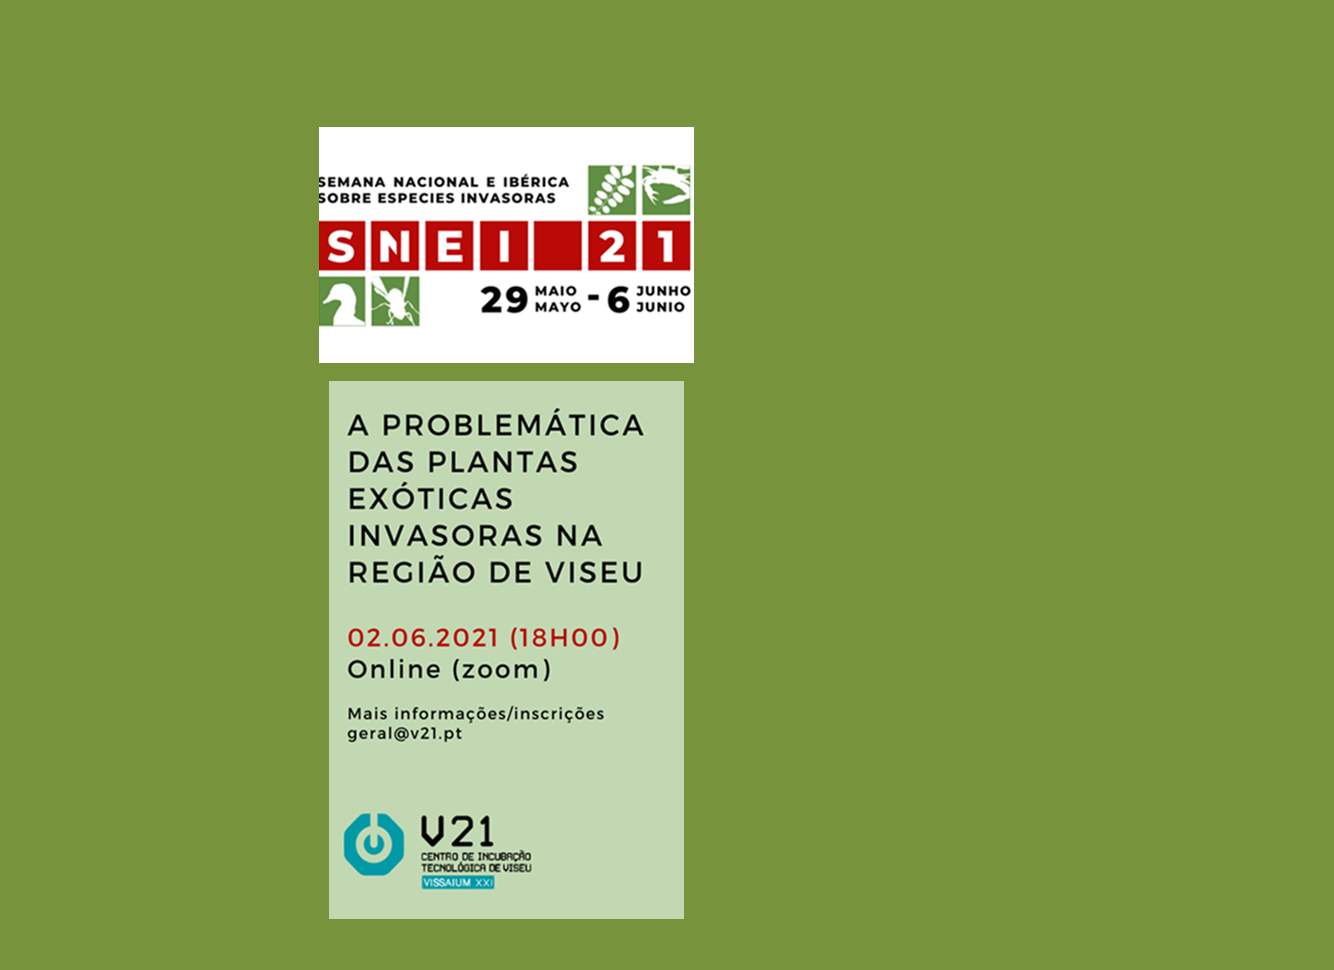 SEMANA NACIONAL E IBÉRICA
SOBRE ESPECIES INVASORAS
SNEI 21
29 MAIO MAYO - 6 JUNHO JUNIO
A PROBLEMÁTICA
DAS PLANTAS
EXÓTICAS
INVASORAS NA
REGIÃO DE VISEU
02.06.2021 (18H00)
Online (zoom)
Mais informações/inscrições
geral@v21.pt
V21
CENTRO DE INCUBAÇÃO
TECNOLÓGICA DE VISEU
VISSAIUM XXI